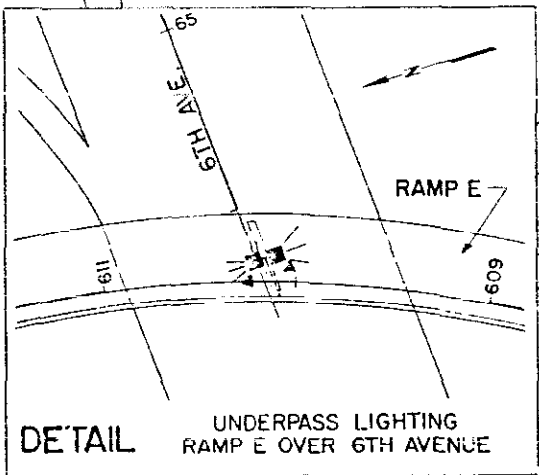 65
6TH AVE.
N
RAMP E
611
609
DETAIL
UNDERPASS LIGHTING
RAMP E OVER 6TH AVENUE